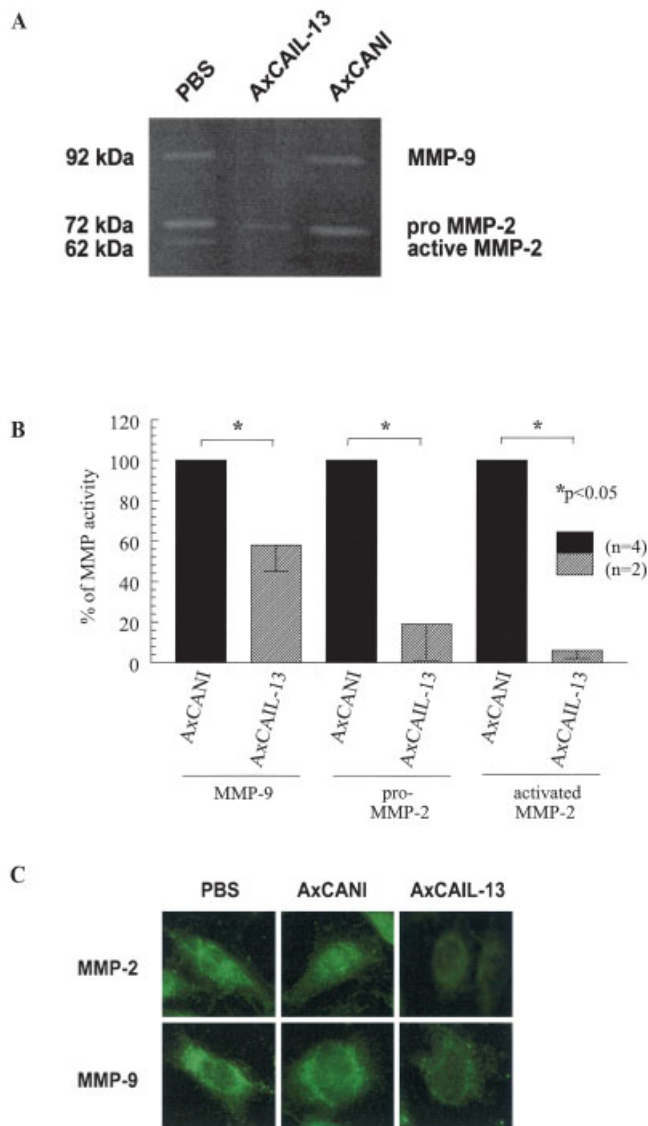 A
PBS AxCAIL-13 AxCANI
92 kDa MMP-9
72 kDa pro MMP-2
62 kDa active MMP-2
B
% of MMP activity
120
100
80
60
40
20
0
* * *
*p<0.05
(n=4)
(n=2)
AxCANI AxCAIL-13 AxCANI AxCAIL-13 AxCANI AxCAIL-13
MMP-9 pro- activated
MMP-2 MMP-2
C
PBS AxCANI AxCAIL-13
MMP-2
MMP-9